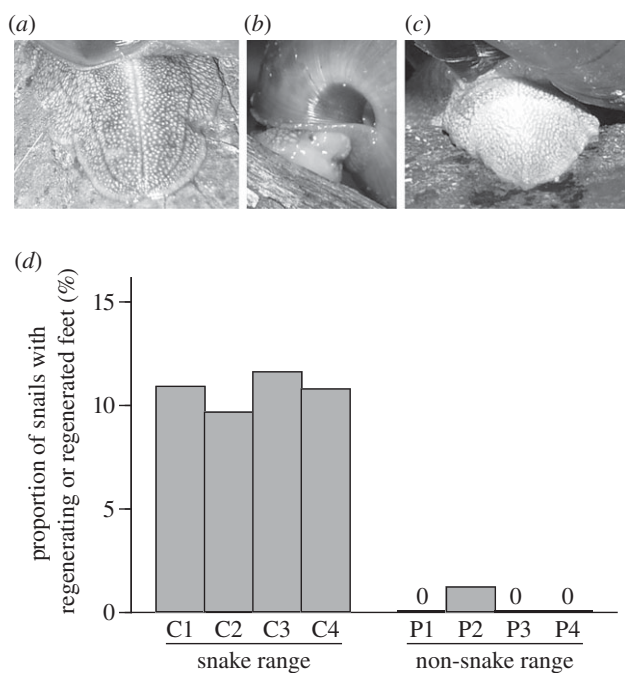 (a)
(b)
(c)
(d)
proportion of snails with
regenerating or regenerated feet (%)
15
10
5
0
0 0 0
C1 C2 C3 C4 P1 P2 P3 P4
snake range non-snake range